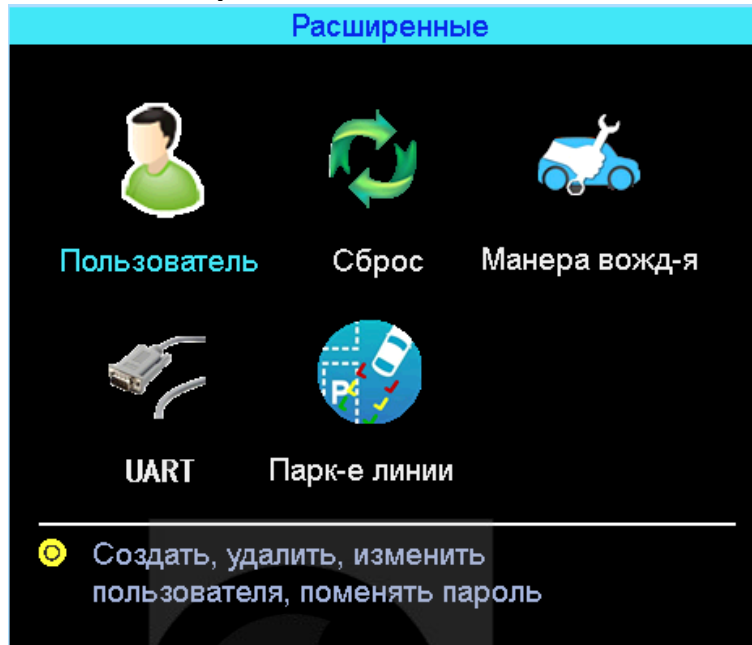 Расширенные
Пользователь Сброс Манера вожд-я
P
UART Парк-е линии
Создать, удалить, изменить
пользователя, поменять пароль